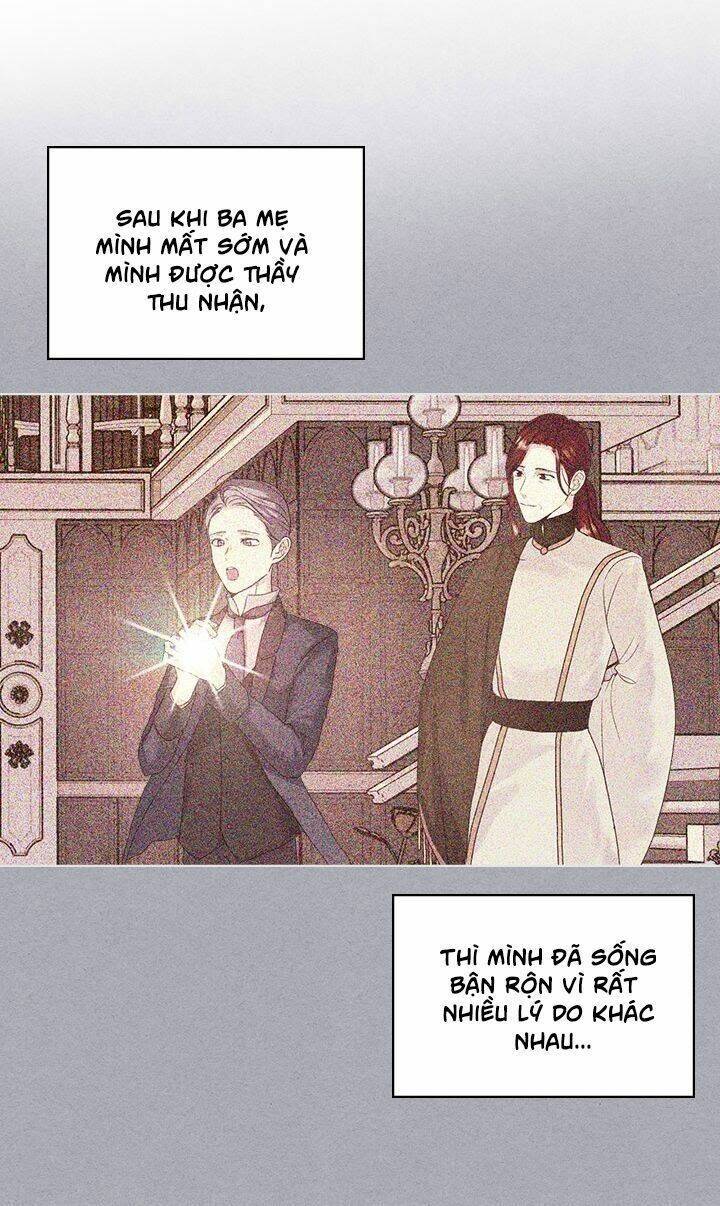 SAU KHI BA MẸ
MÌNH MẤT SỚM VÀ
MÌNH ĐƯỢC THẦY
THU NHẬN,
THÌ MÌNH ĐÃ SỐNG
BẬN RỘN VÌ RẤT
NHIỀU LÝ DO KHÁC
NHAU...